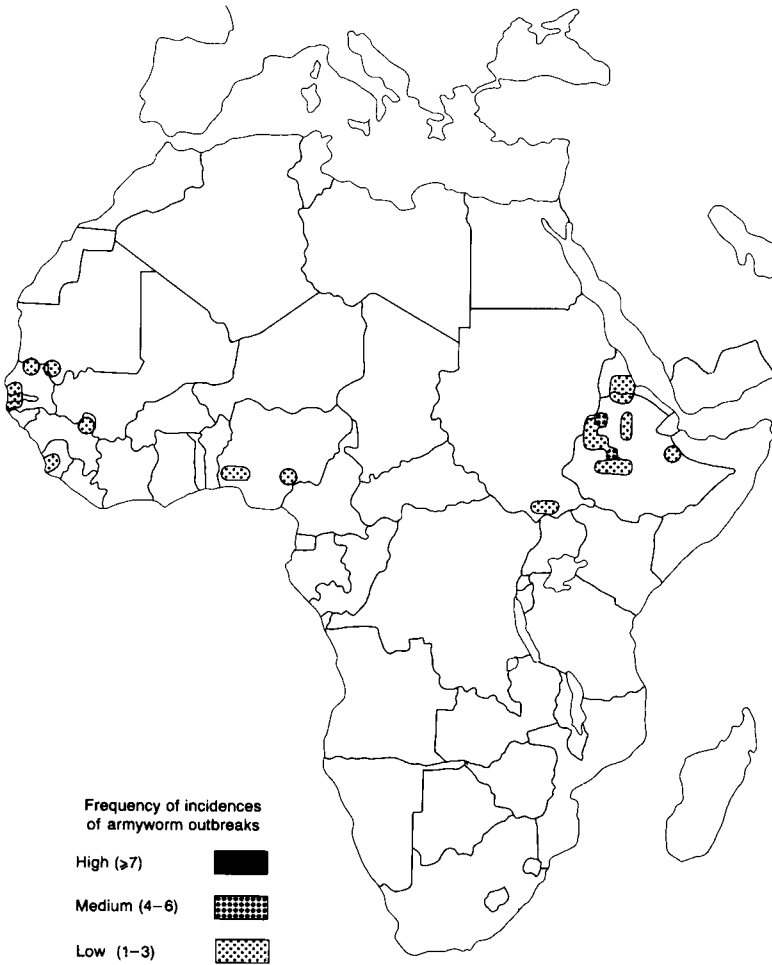 Frequency of incidences
of armyworm outbreaks
High (⩾7)
Medium (4–6)
Low (1–3)